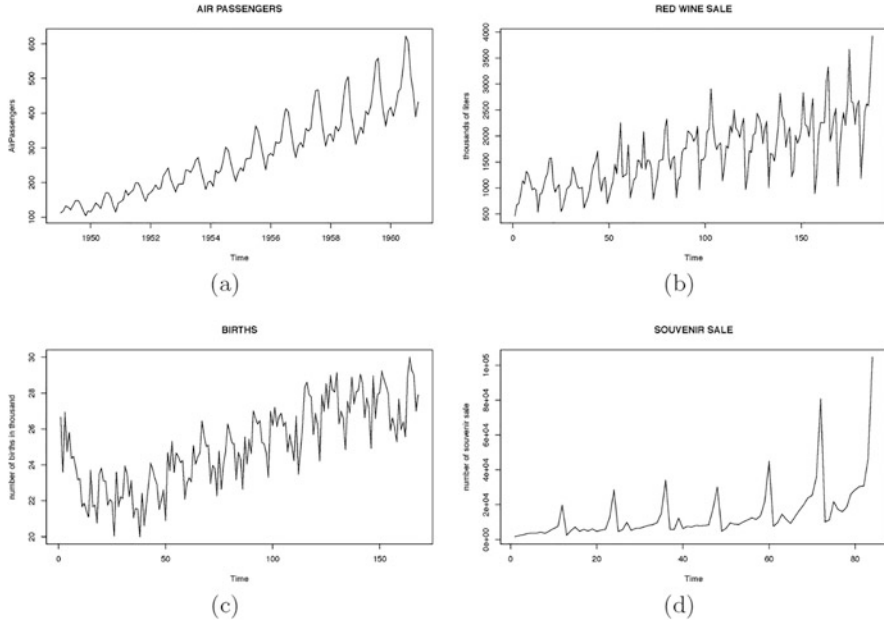 AIR PASSENGERS
AirPassengers
600
500
400
300
200
100
1950
1952
1954
1956
1958
1960
Time
(a)
RED WINE SALE
thousands of liters
4000
3500
3000
2500
2000
1500
1000
500
0
50
100
150
Time
(b)
BIRTHS
number of births in thousand
30
28
26
24
22
20
0
50
100
150
Time
(c)
SOUVENIR SALE
number of souvenir sale
1e+05
8e+04
6e+04
4e+04
2e+04
0e+00
0
20
40
60
80
Time
(d)